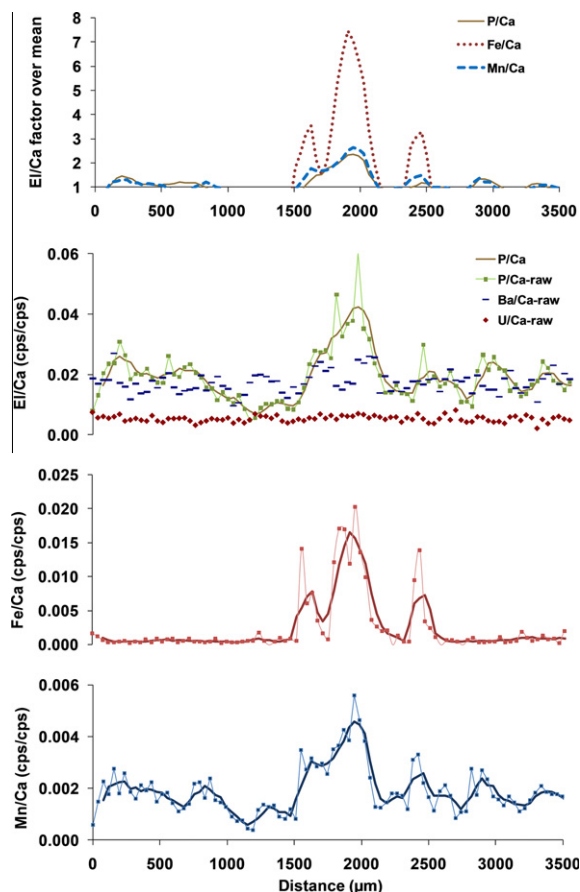 El/Ca factor over mean
8
7
6
5
4
3
2
1
P/Ca
Fe/Ca
Mn/Ca
0 500 1000 1500 2000 2500 3000 3500
El/Ca (cps/cps)
0.06
0.04
0.02
0.00
P/Ca
P/Ca-raw
Ba/Ca-raw
U/Ca-raw
Fe/Ca (cps/cps)
0.025
0.020
0.015
0.010
0.005
0.000
Mn/Ca (cps/cps)
0.006
0.004
0.002
0.000
0 500 1000 1500 2000 2500 3000 3500
Distance (µm)